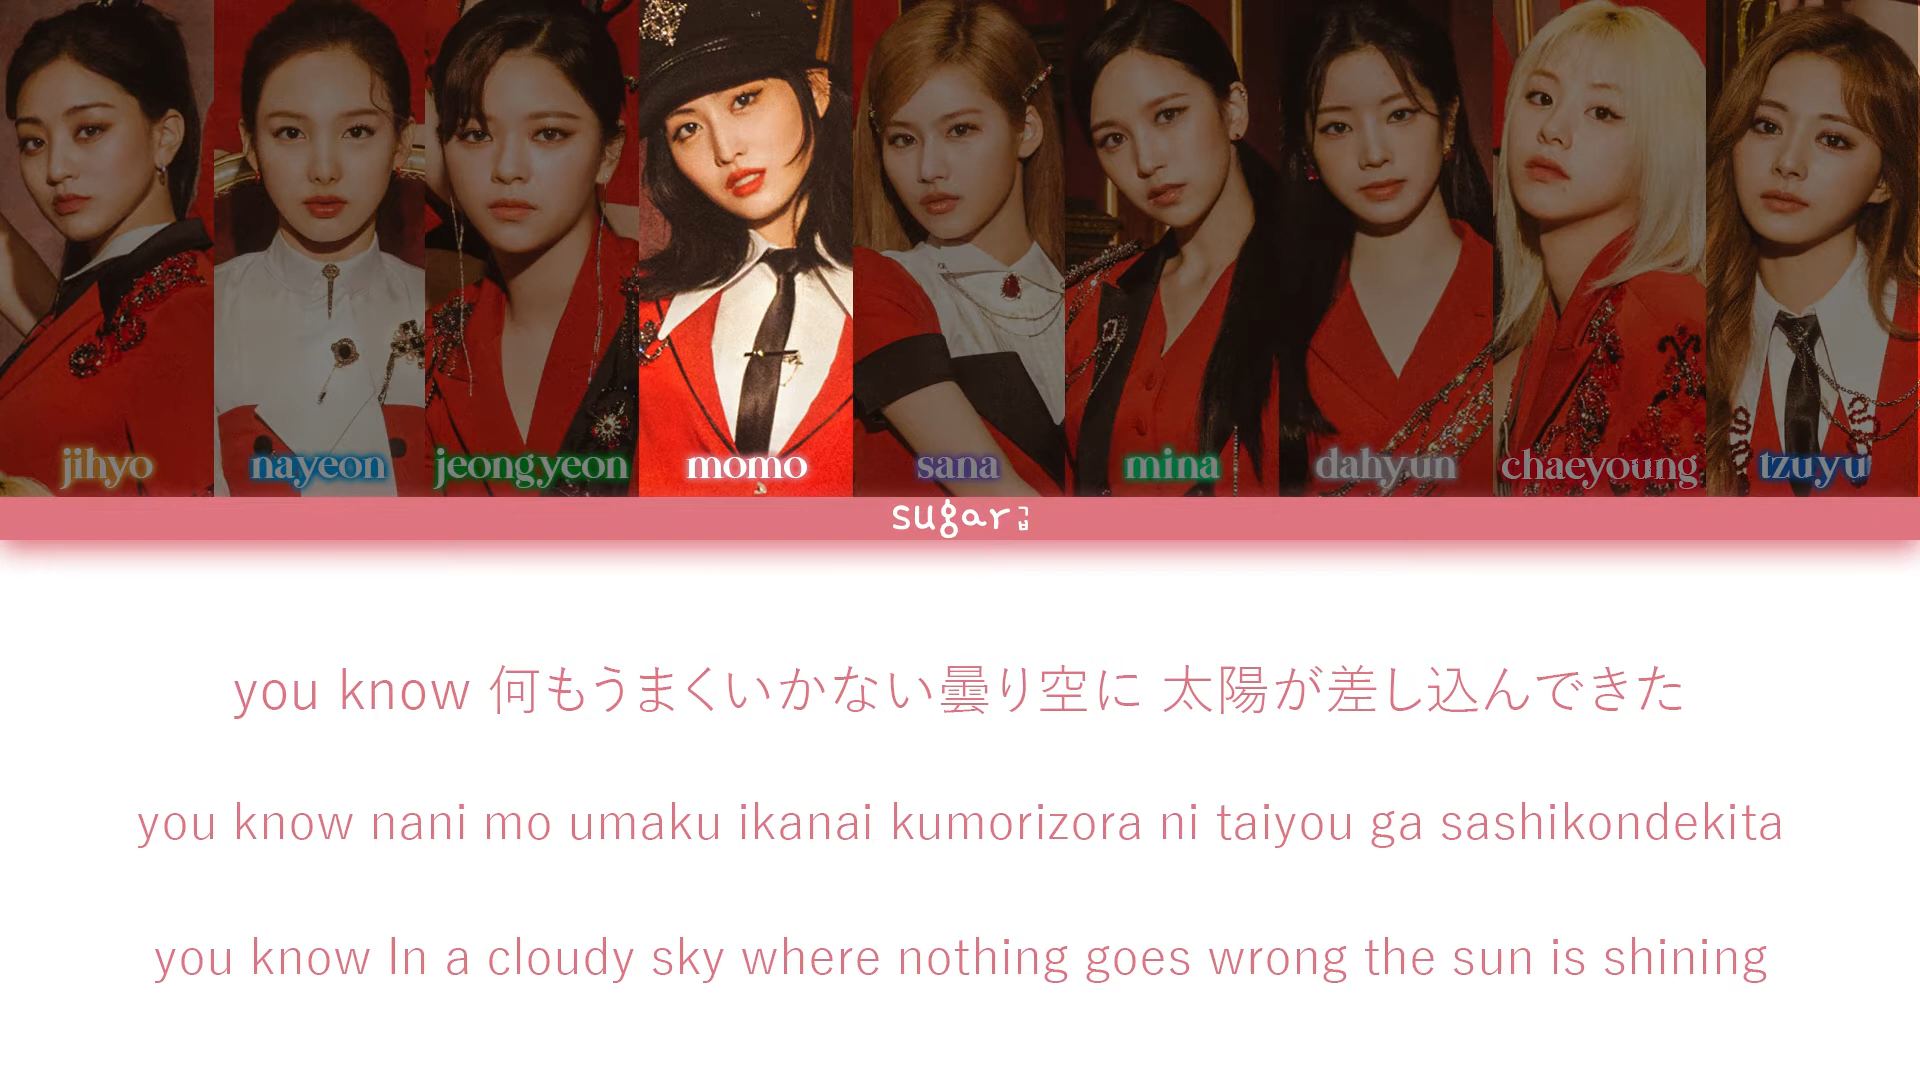 jihyo nayeon jeongyeon momo sana mina dahyun chaeyoung tzuyu
sugar 고ㅂ
you know 何もうまくいかない曇り空に 太陽が差し込んできた
you know nani mo umaku ikanai kumorizora ni taiyou ga sashikondekita
you know In a cloudy sky where nothing goes wrong the sun is shining